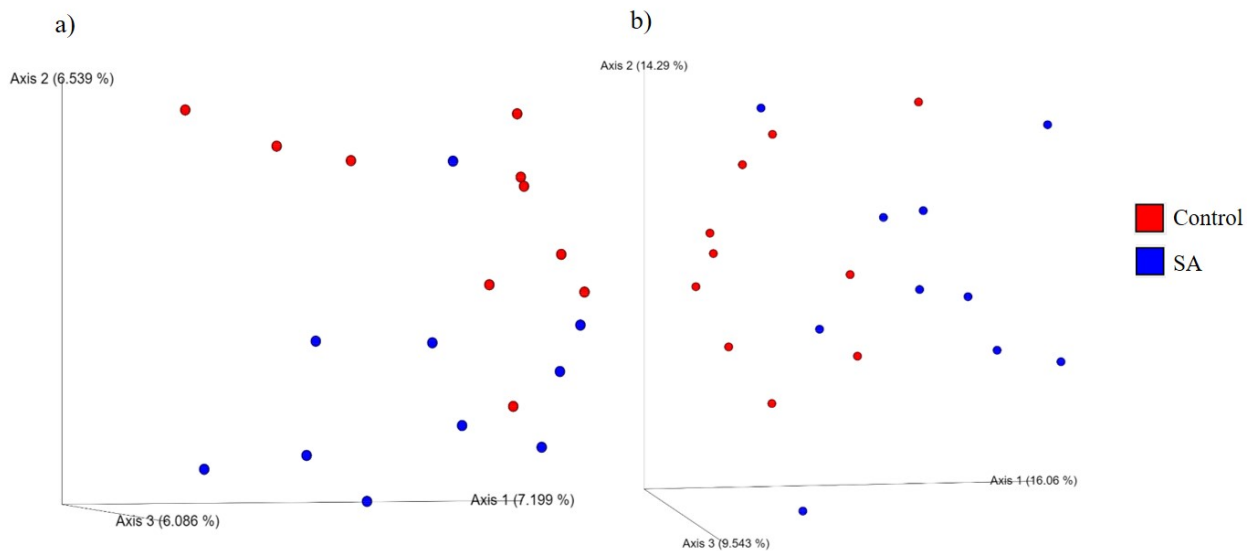 a)
Axis 2 (6.539 %)
Axis 1 (7.199 %)
Axis 3 (6.086 %)
b)
Axis 2 (14.29 %)
Axis 1 (16.06 %)
Axis 3 (9.543 %)
Control
SA